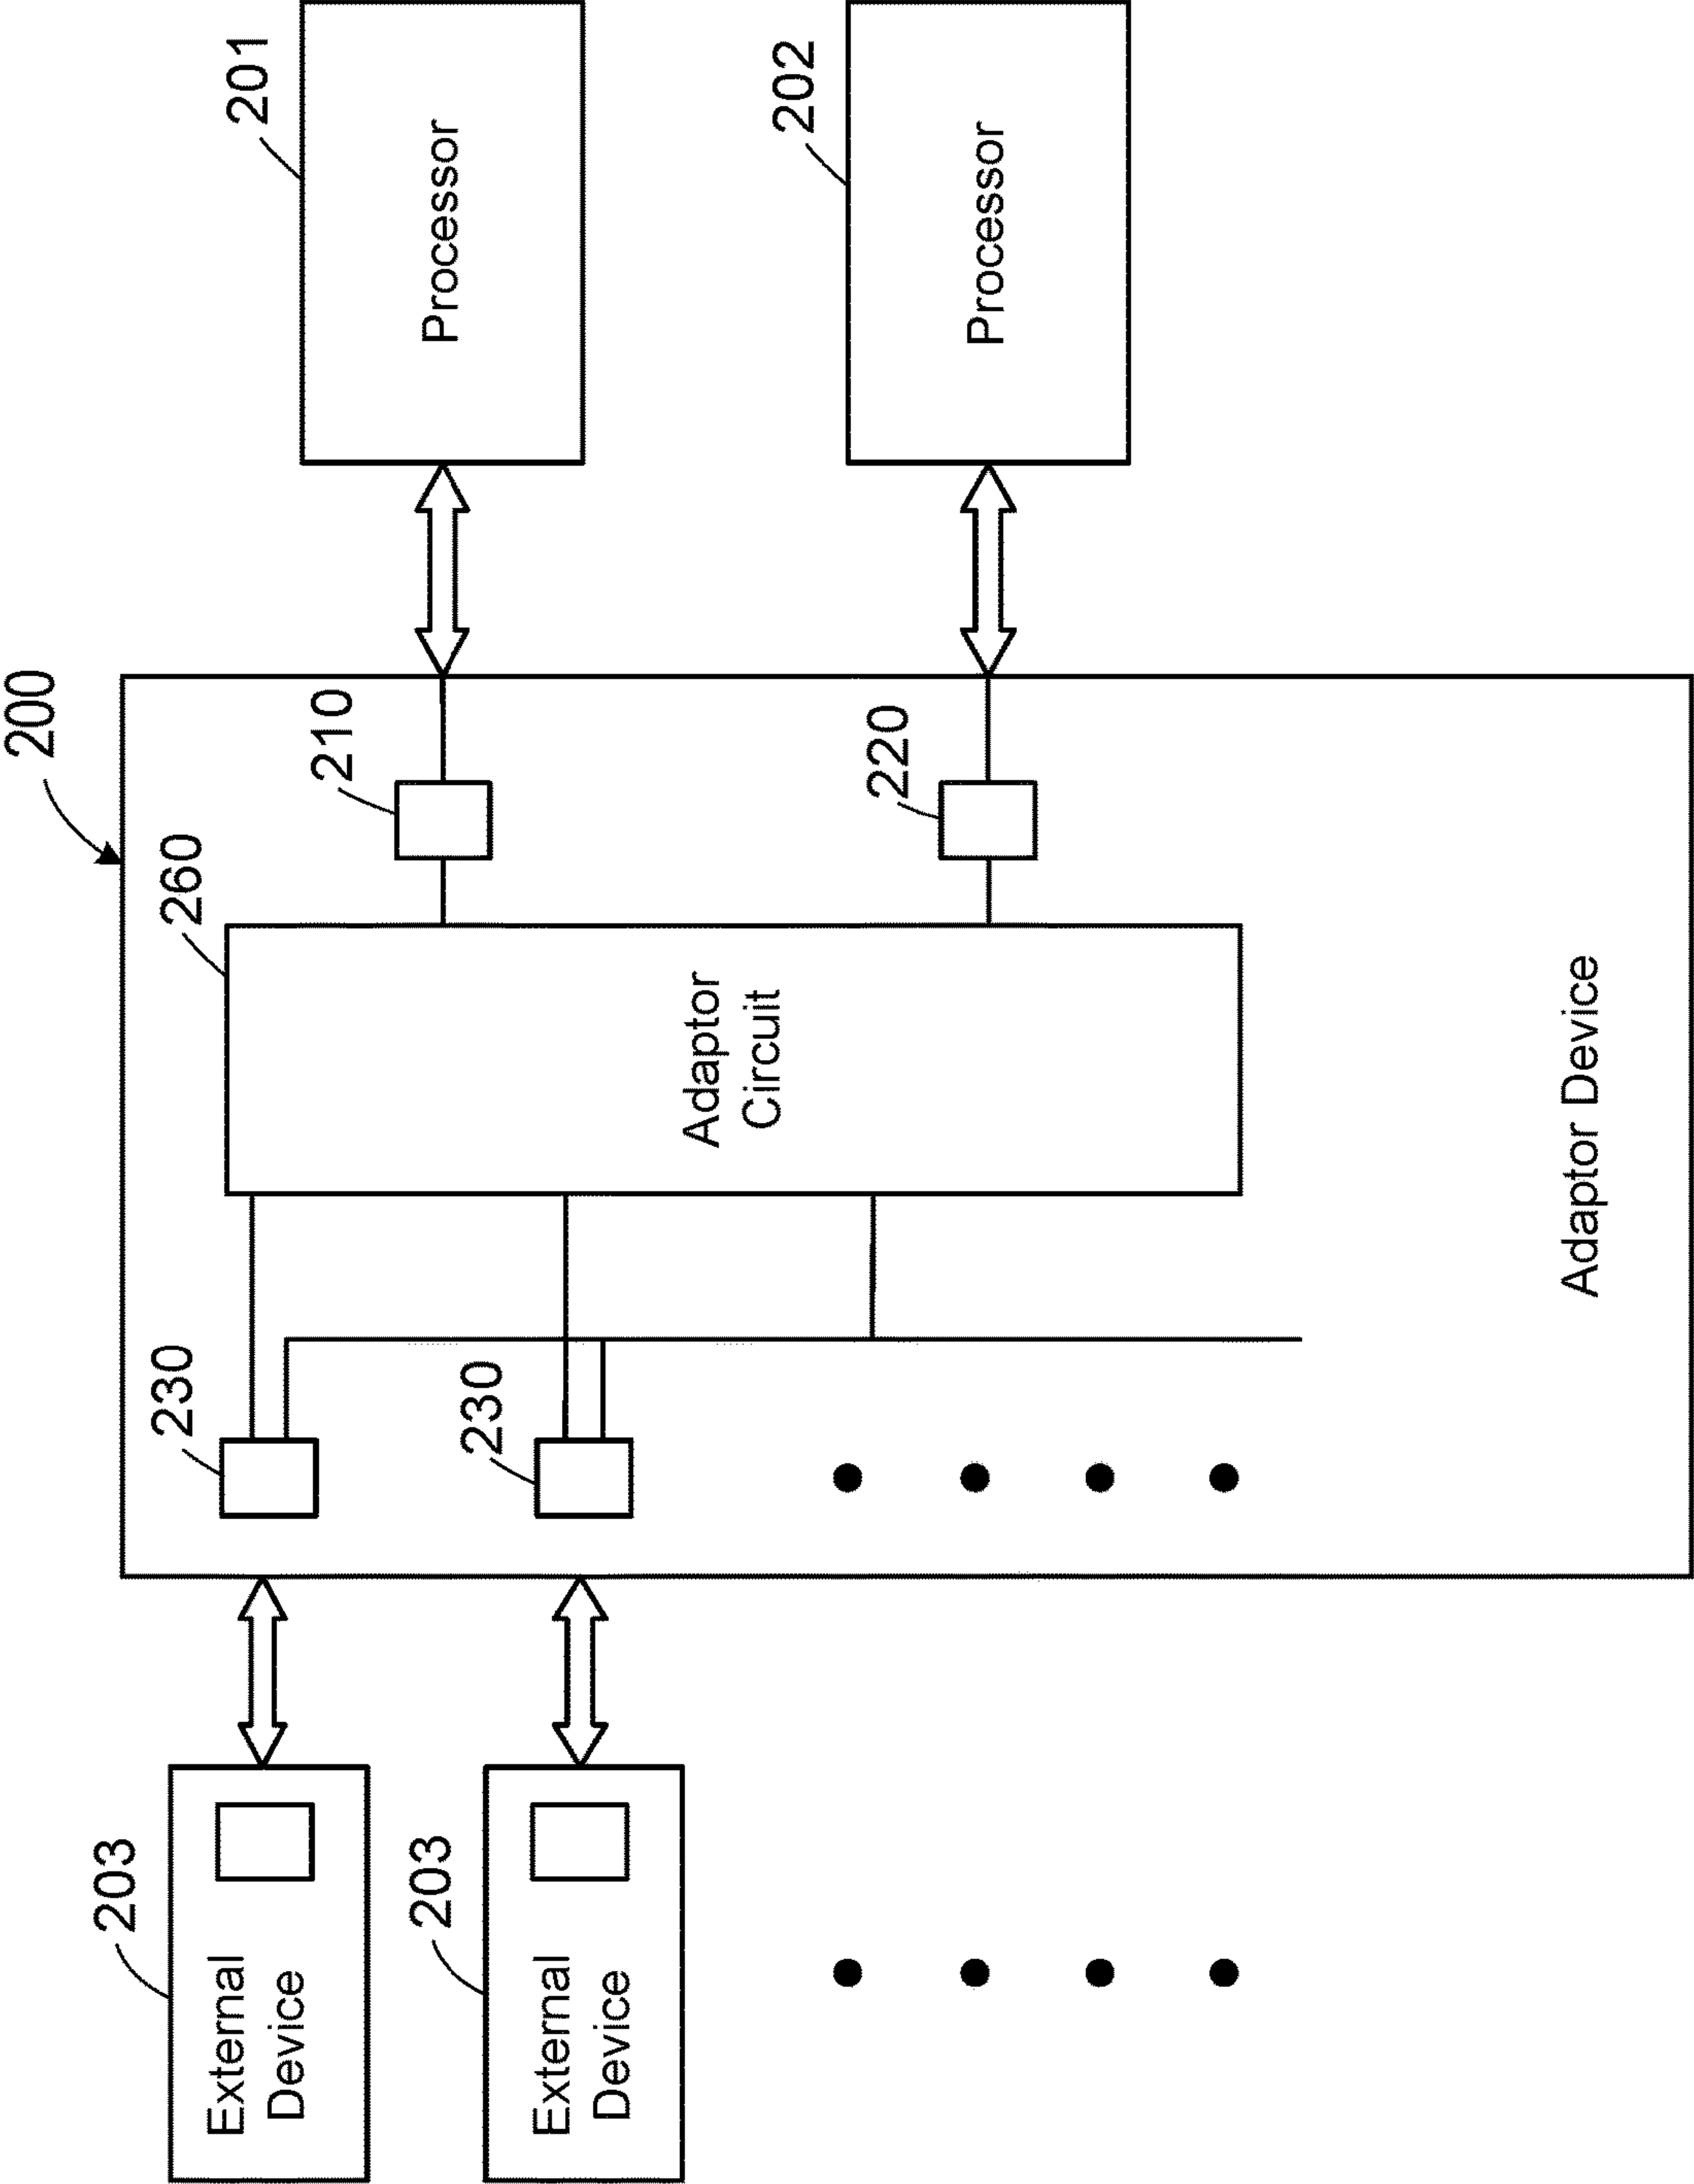 200
201
Processor
210
260
230
203
External
Device
Adaptor
Circuit
202
Processor
220
230
203
External
Device
Adaptor Device